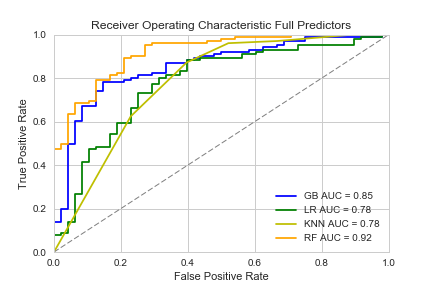 Receiver Operating Characteristic Full Predictors
1.0
0.8
0.6
0.4
0.2
0.0
True Positive Rate
GB AUC = 0.85
LR AUC = 0.78
KNN AUC = 0.78
RF AUC = 0.92
0.0 0.2 0.4 0.6 0.8 1.0
False Positive Rate